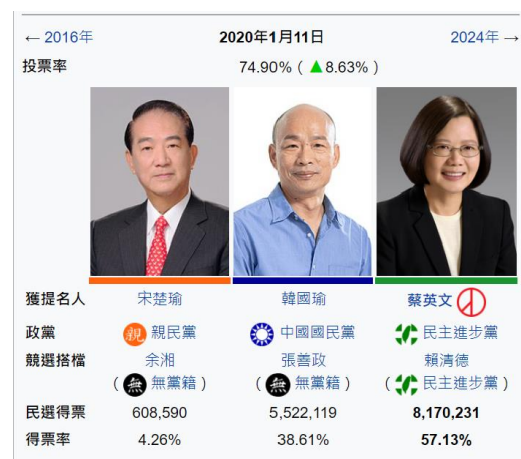 ← 2016年 2020年1月11日 2024年 →
投票率 74.90% ( ▲8.63% )
獲提名人 宋楚瑜 韓國瑜 蔡英文
政黨 親 親民黨 中國國民黨 民主進步黨
競選搭檔 余湘 張善政 賴清德
( 無 無黨籍 ) ( 無 無黨籍 ) ( 民主進步黨 )
民選得票 608,590 5,522,119 8,170,231
得票率 4.26% 38.61% 57.13%